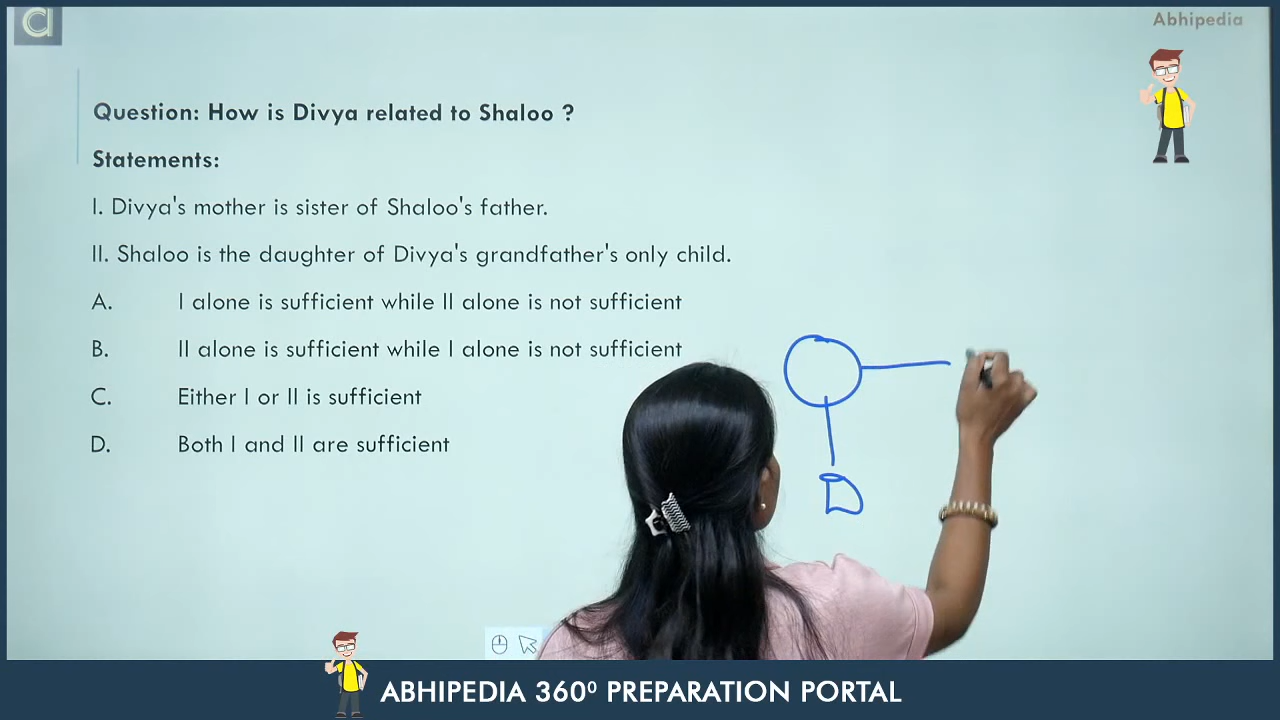 a
Abhipedia
Question: How is Divya related to Shaloo ?
Statements:
I. Divya's mother is sister of Shaloo's father.
II. Shaloo is the daughter of Divya's grandfather's only child.
A. I alone is sufficient while II alone is not sufficient
B. II alone is sufficient while I alone is not sufficient
C. Either I or II is sufficient
D. Both I and II are sufficient
D
ABHIPEDIA 360⁰ PREPARATION PORTAL